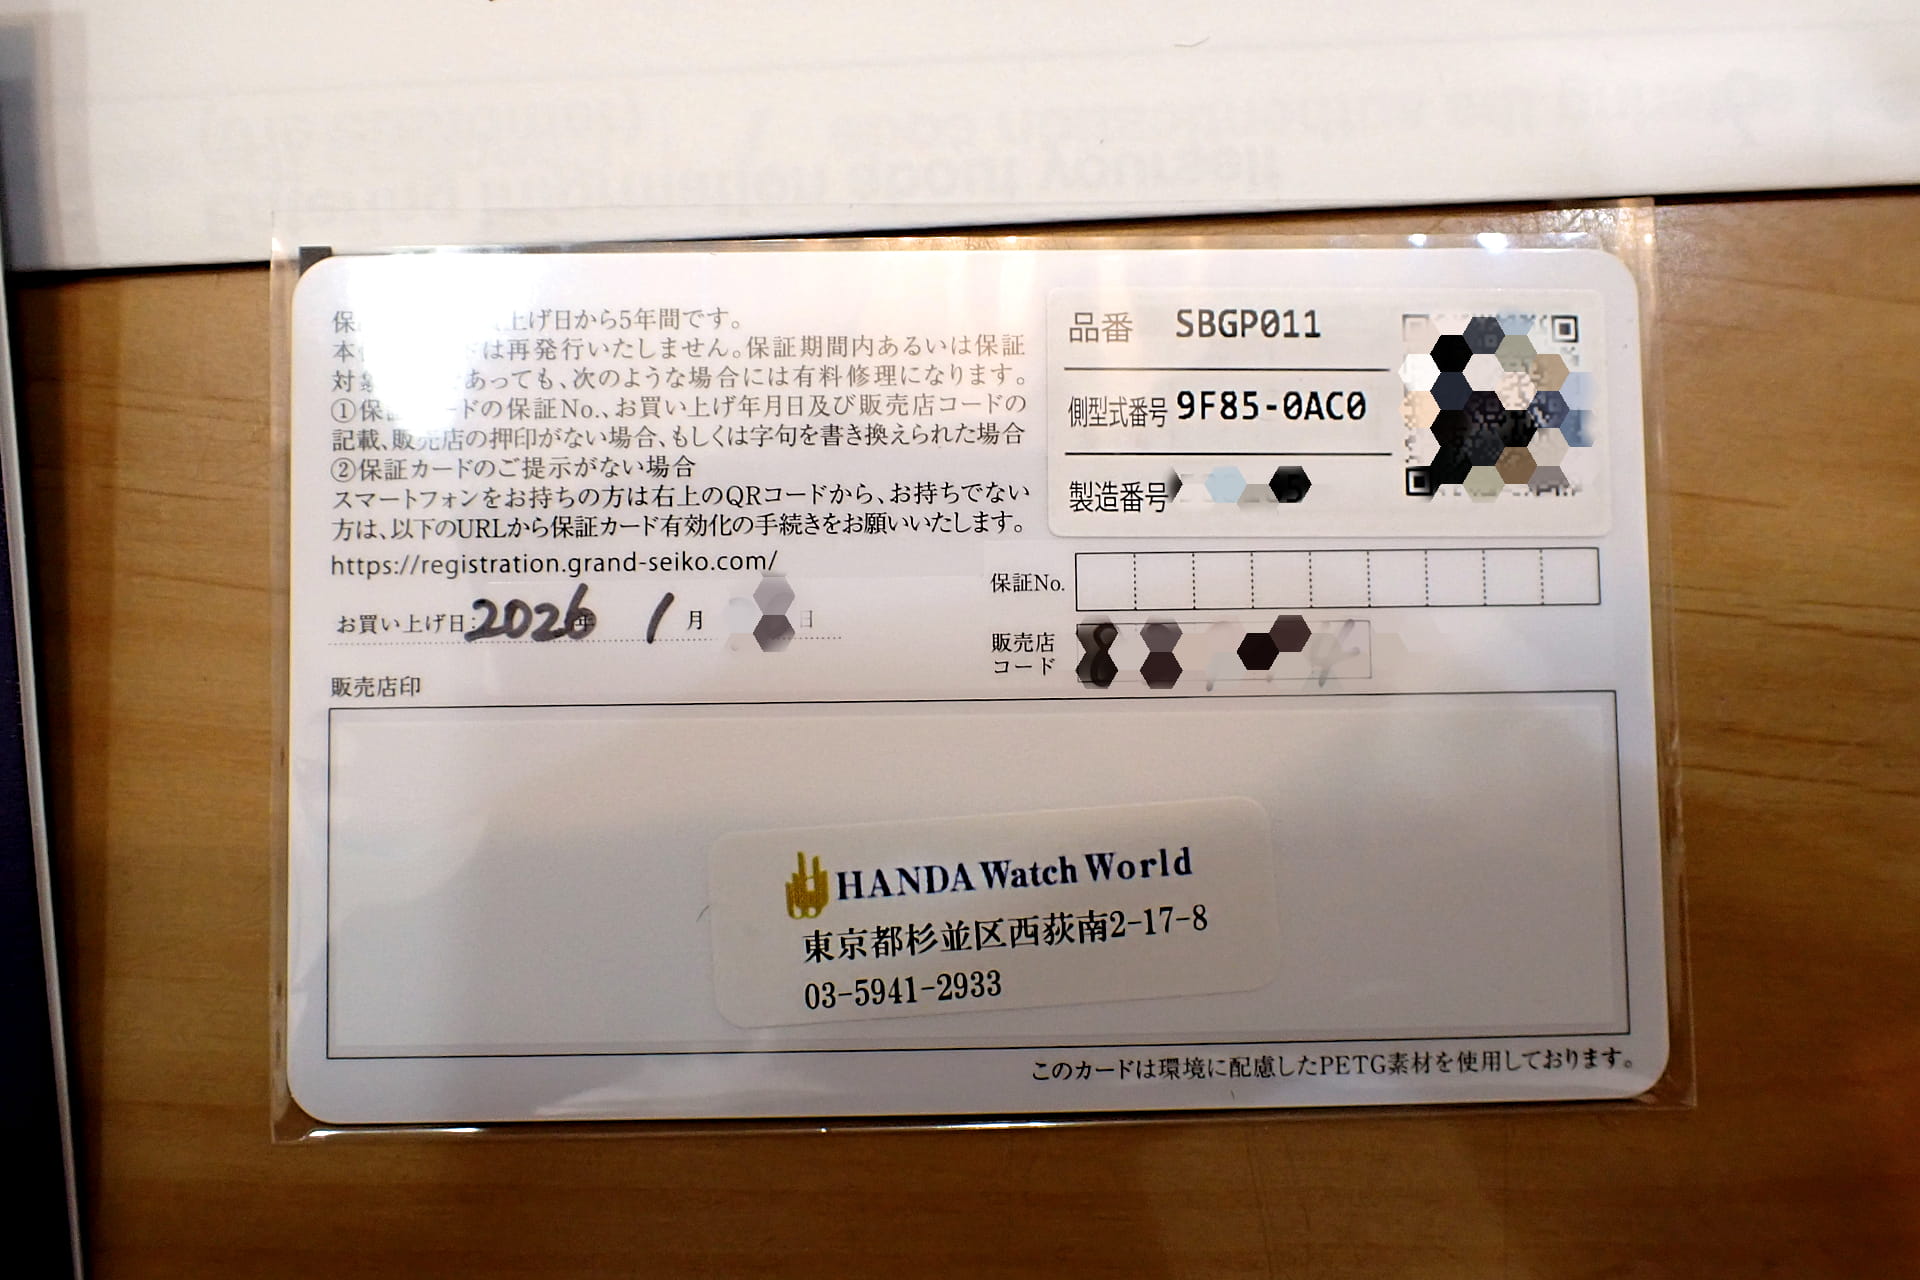 保 上げ日から5年間です。
本 は再発行いたしません。保証期間内あるいは保証
対 あっても、次のような場合には有料修理になります。
①保証カードの保証No.、お買い上げ年月日及び販売店コードの
記載、販売店の押印がない場合、もしくは字句を書き換えられた場合
②保証カードのご提示がない場合
スマートフォンをお持ちの方は右上のQRコードから、お持ちでない
方は、以下のURLから保証カード有効化の手続きをお願いいたします。
https://registration.grand-seiko.com/
お買い上げ日:2026年 1月 日
販売店印
品番 SBGP011
側型式番号 9F85-0AC0
製造番号
保証No.
販売店
コード 8 4
HANDA Watch World
東京都杉並区西荻南2-17-8
03-5941-2933
このカードは環境に配慮したPETG素材を使用しております。